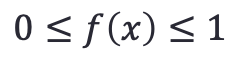 0 ≤ f(x) ≤ 1